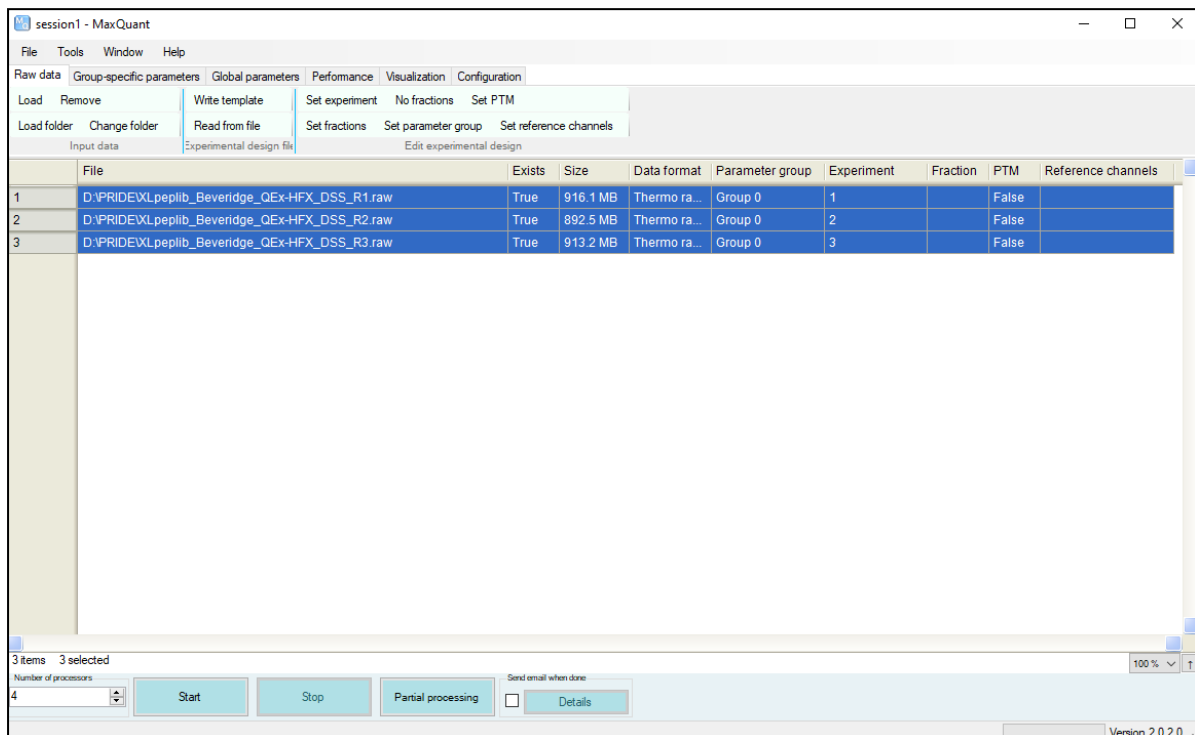 session1 - MaxQuant
File Tools Window Help
Raw data Group-specific parameters Global parameters Performance Visualization Configuration
Load Remove Write template Set experiment No fractions Set PTM
Load folder Change folder Read from file Set fractions Set parameter group Set reference channels
Input data Experimental design file Edit experimental design
File Exists Size Data format Parameter group Experiment Fraction PTM Reference channels
1 D:\PRIDE\XLpeplib_Beveridge_QEx-HFX_DSS_R1.raw True 916.1 MB Thermo ra... Group 0 1 False
2 D:\PRIDE\XLpeplib_Beveridge_QEx-HFX_DSS_R2.raw True 892.5 MB Thermo ra... Group 0 2 False
3 D:\PRIDE\XLpeplib_Beveridge_QEx-HFX_DSS_R3.raw True 913.2 MB Thermo ra... Group 0 3 False
3 items 3 selected
100 %
Number of processors Send email when done
4 Start Stop Partial processing Details
Version 2.0.2.0